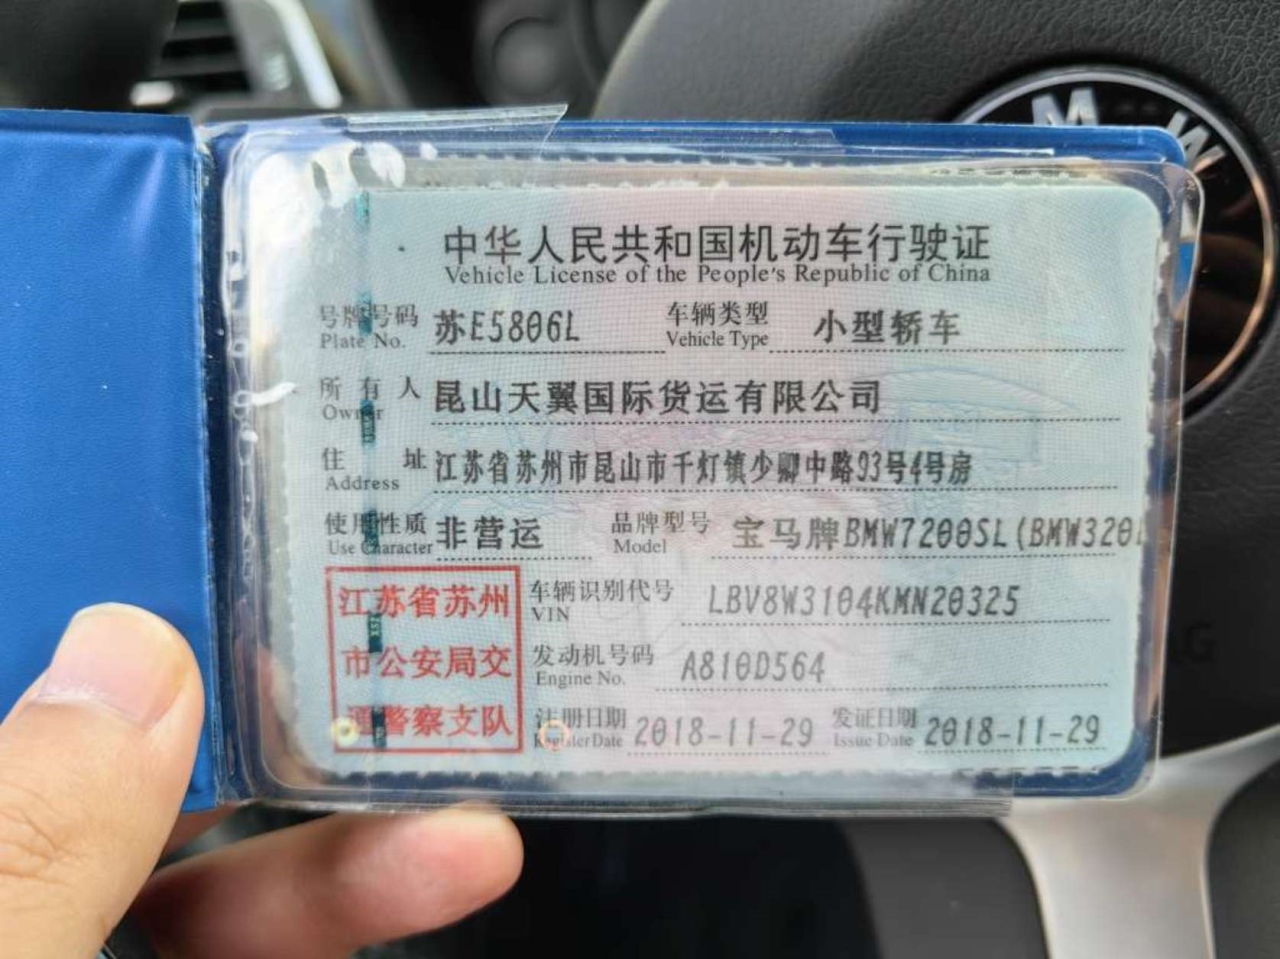 中华人民共和国机动车行驶证
Vehicle License of the People's Republic of China
号牌号码 苏E5806L 车辆类型 小型轿车
Plate No. Vehicle Type
所有人 昆山天翼国际货运有限公司
Owner
住址 江苏省苏州市昆山市千灯镇少卿中路93号4号房
Address
使用性质 非营运 品牌型号 宝马牌BMW7200SL(BMW320
Use Character Model
江苏省苏州
市公安局交
通警察支队
车辆识别代号 LBV8W3104KMN20325
VIN
发动机号码 A810D564
Engine No.
注册日期 2018-11-29 发证日期 2018-11-29
Register Date Issue Date
M W